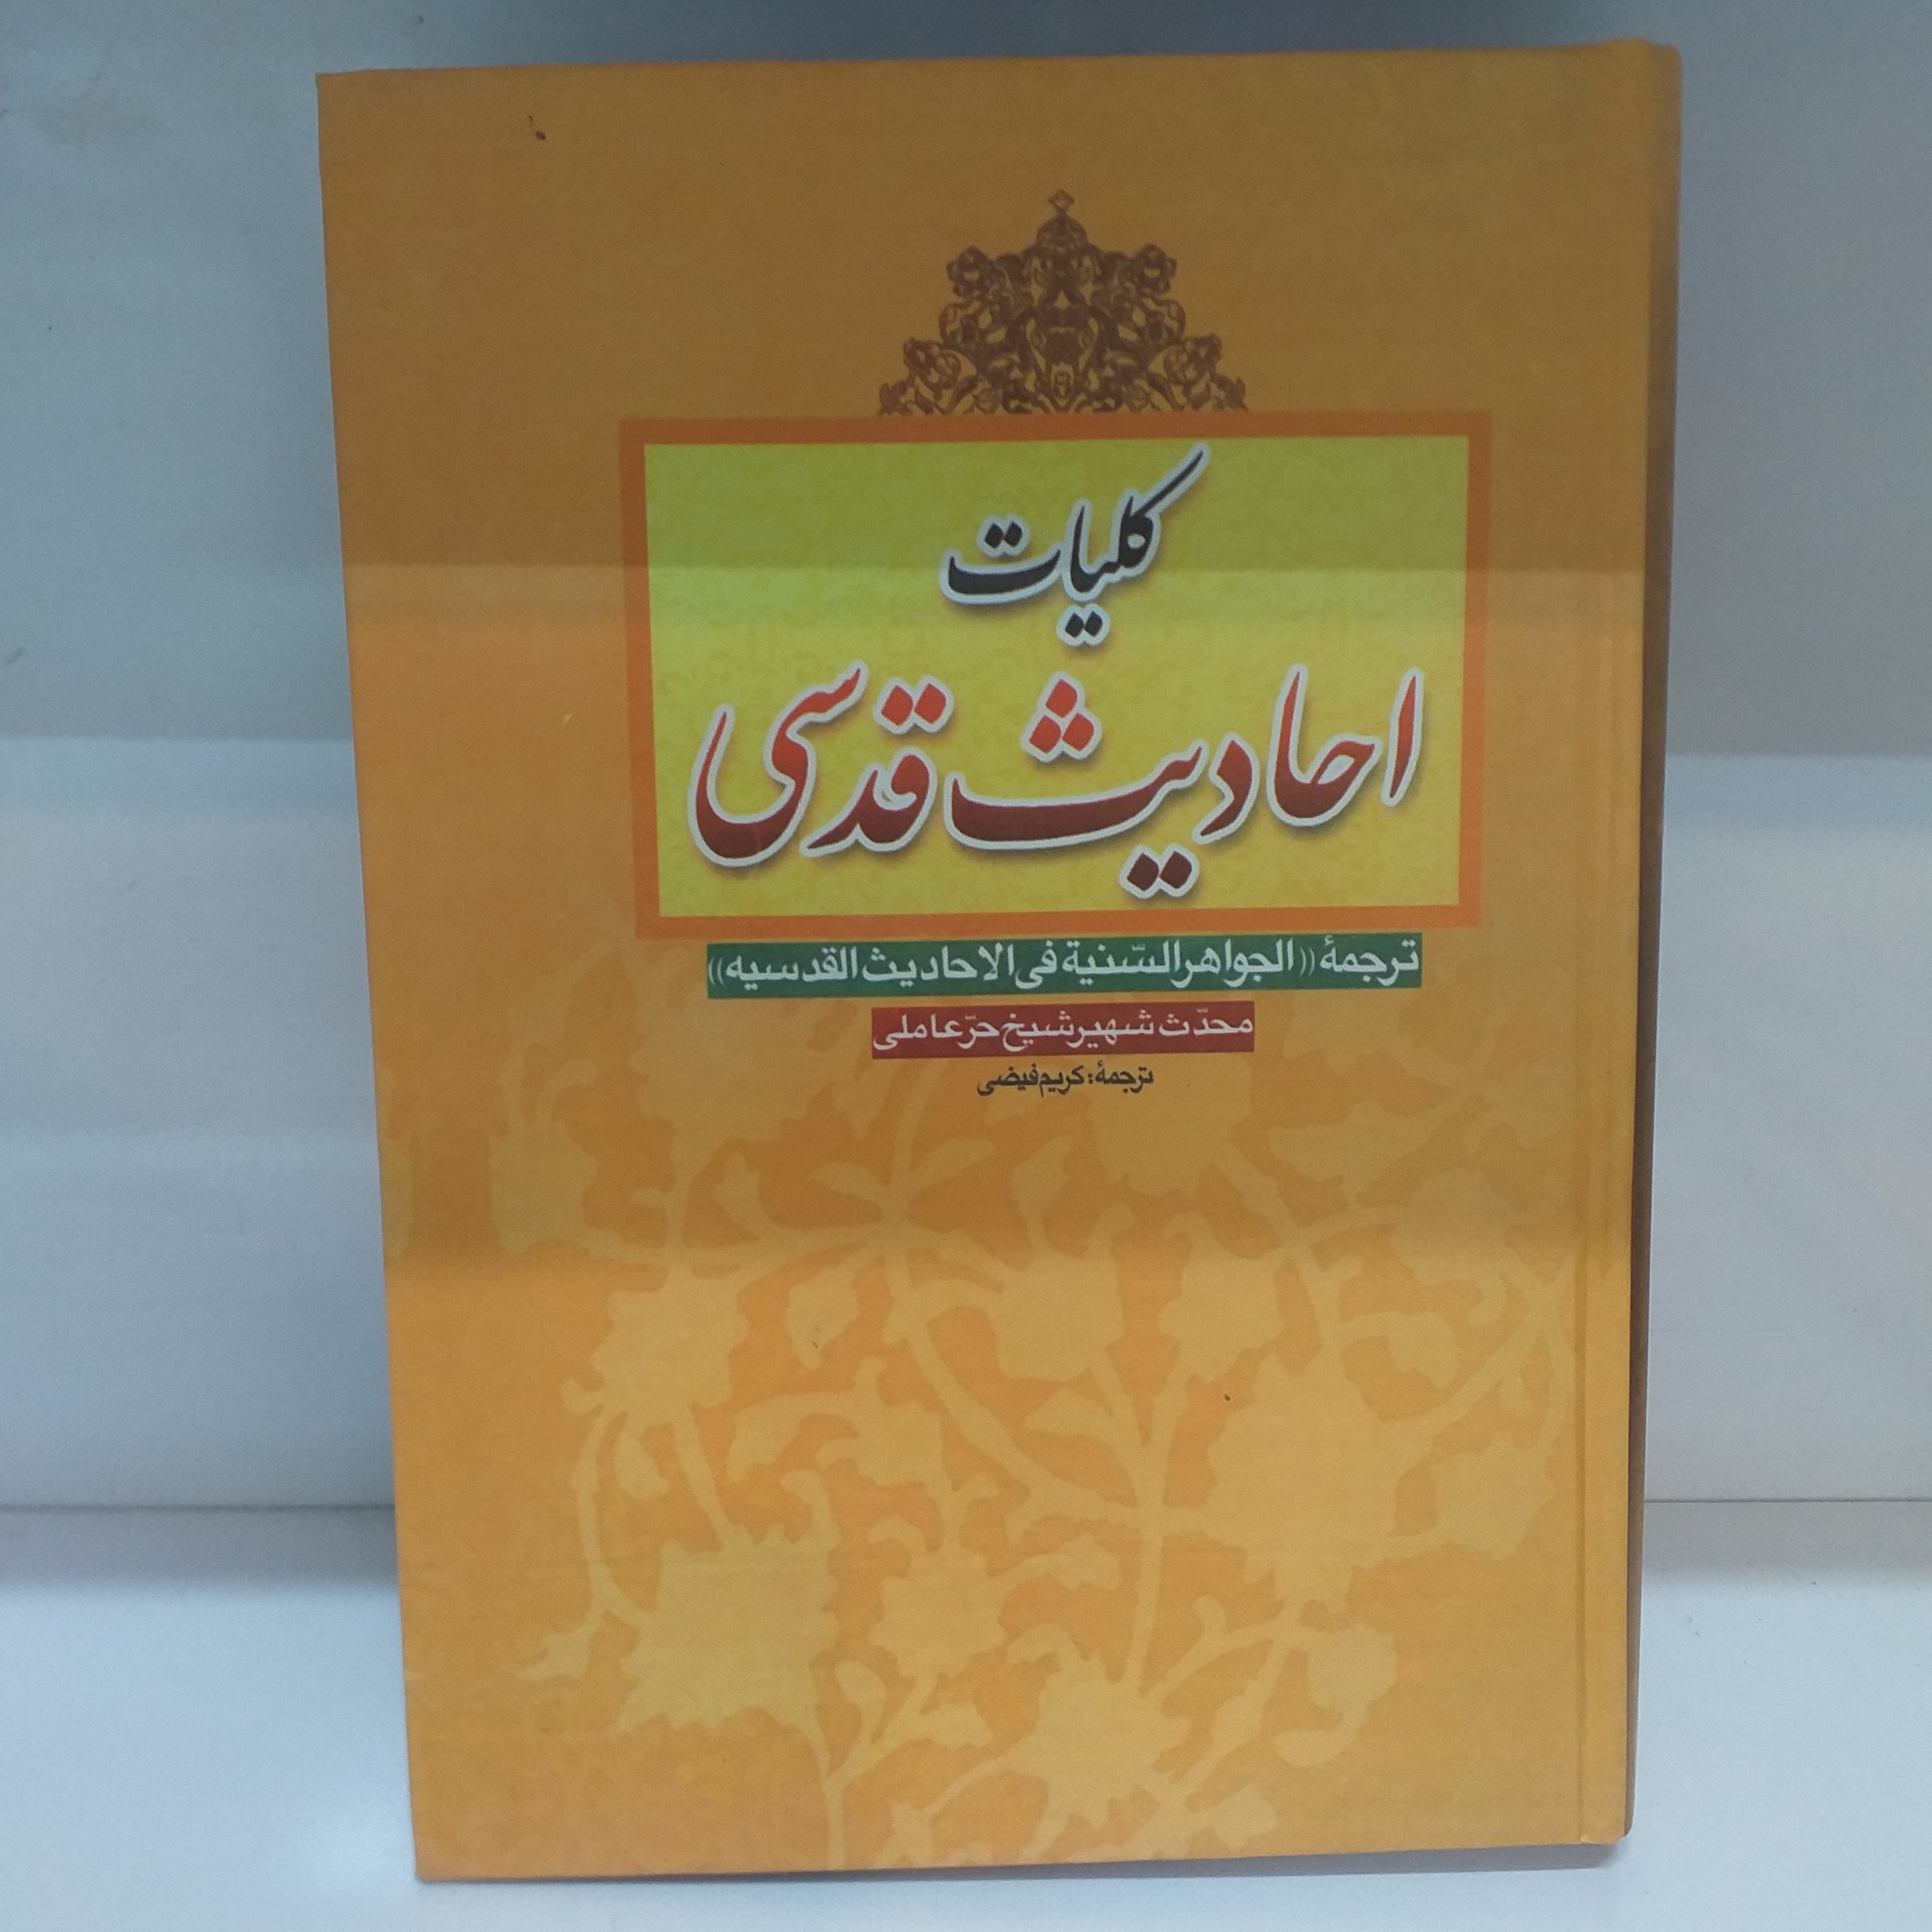 کلیات
احادیث قدسی
ترجمهٔ ((الجواهر السّنیة فی الاحادیث القدسیه))
محدّث شهیر شیخ حرّ عاملی
ترجمهٔ: کریم فیضی